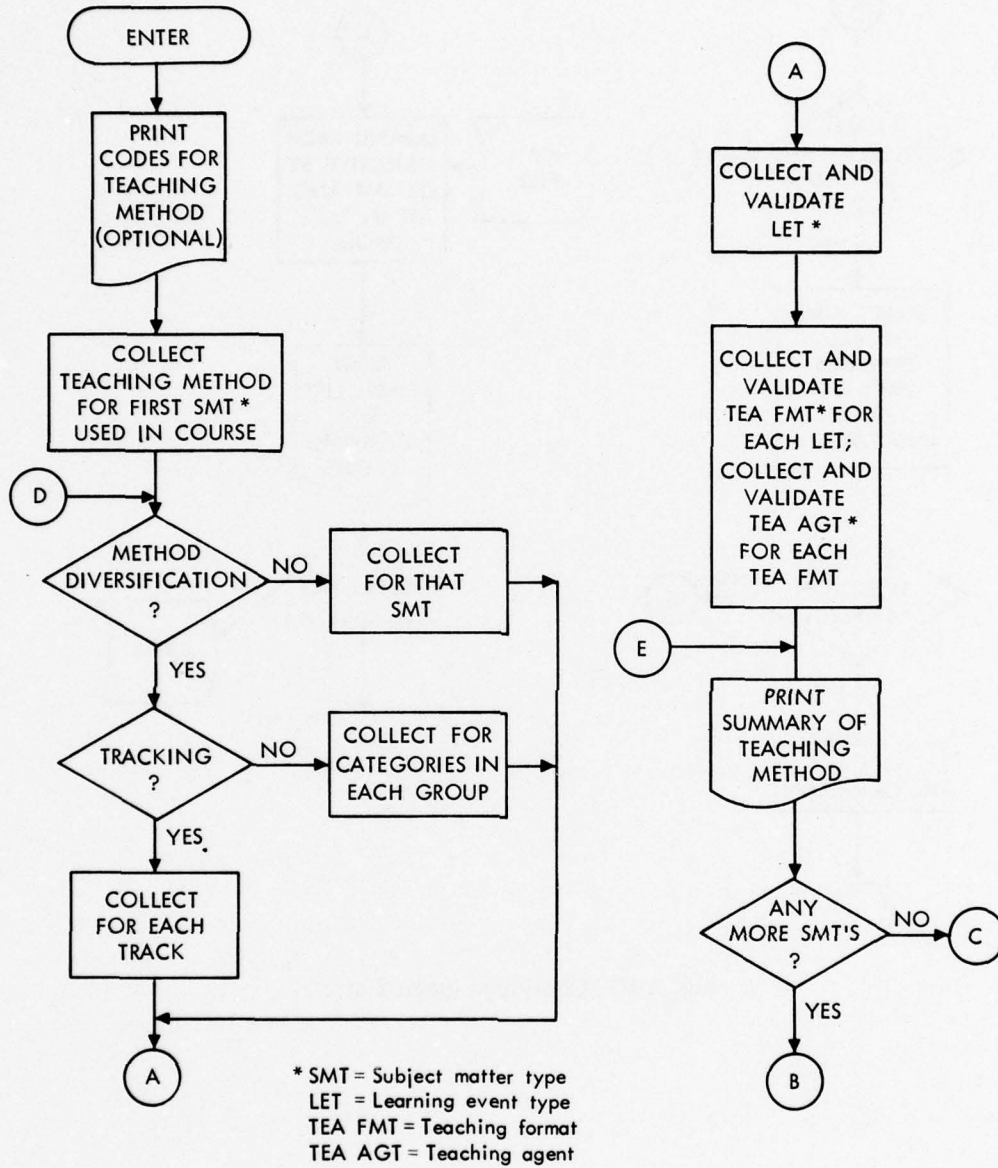 ENTER
PRINT
CODES FOR
TEACHING
METHOD
(OPTIONAL)
COLLECT
TEACHING METHOD
FOR FIRST SMT*
USED IN COURSE
D
METHOD
DIVERSIFICATION
?
NO
COLLECT
FOR THAT
SMT
YES
TRACKING
?
NO
COLLECT FOR
CATEGORIES IN
EACH GROUP
YES
COLLECT
FOR EACH
TRACK
A
A
COLLECT AND
VALIDATE
LET*
COLLECT AND
VALIDATE
TEA FMT* FOR
EACH LET;
COLLECT AND
VALIDATE
TEA AGT*
FOR EACH
TEA FMT
E
PRINT
SUMMARY OF
TEACHING
METHOD
ANY
MORE SMT'S
?
NO
C
YES
B
* SMT = Subject matter type
LET = Learning event type
TEA FMT = Teaching format
TEA AGT = Teaching agent